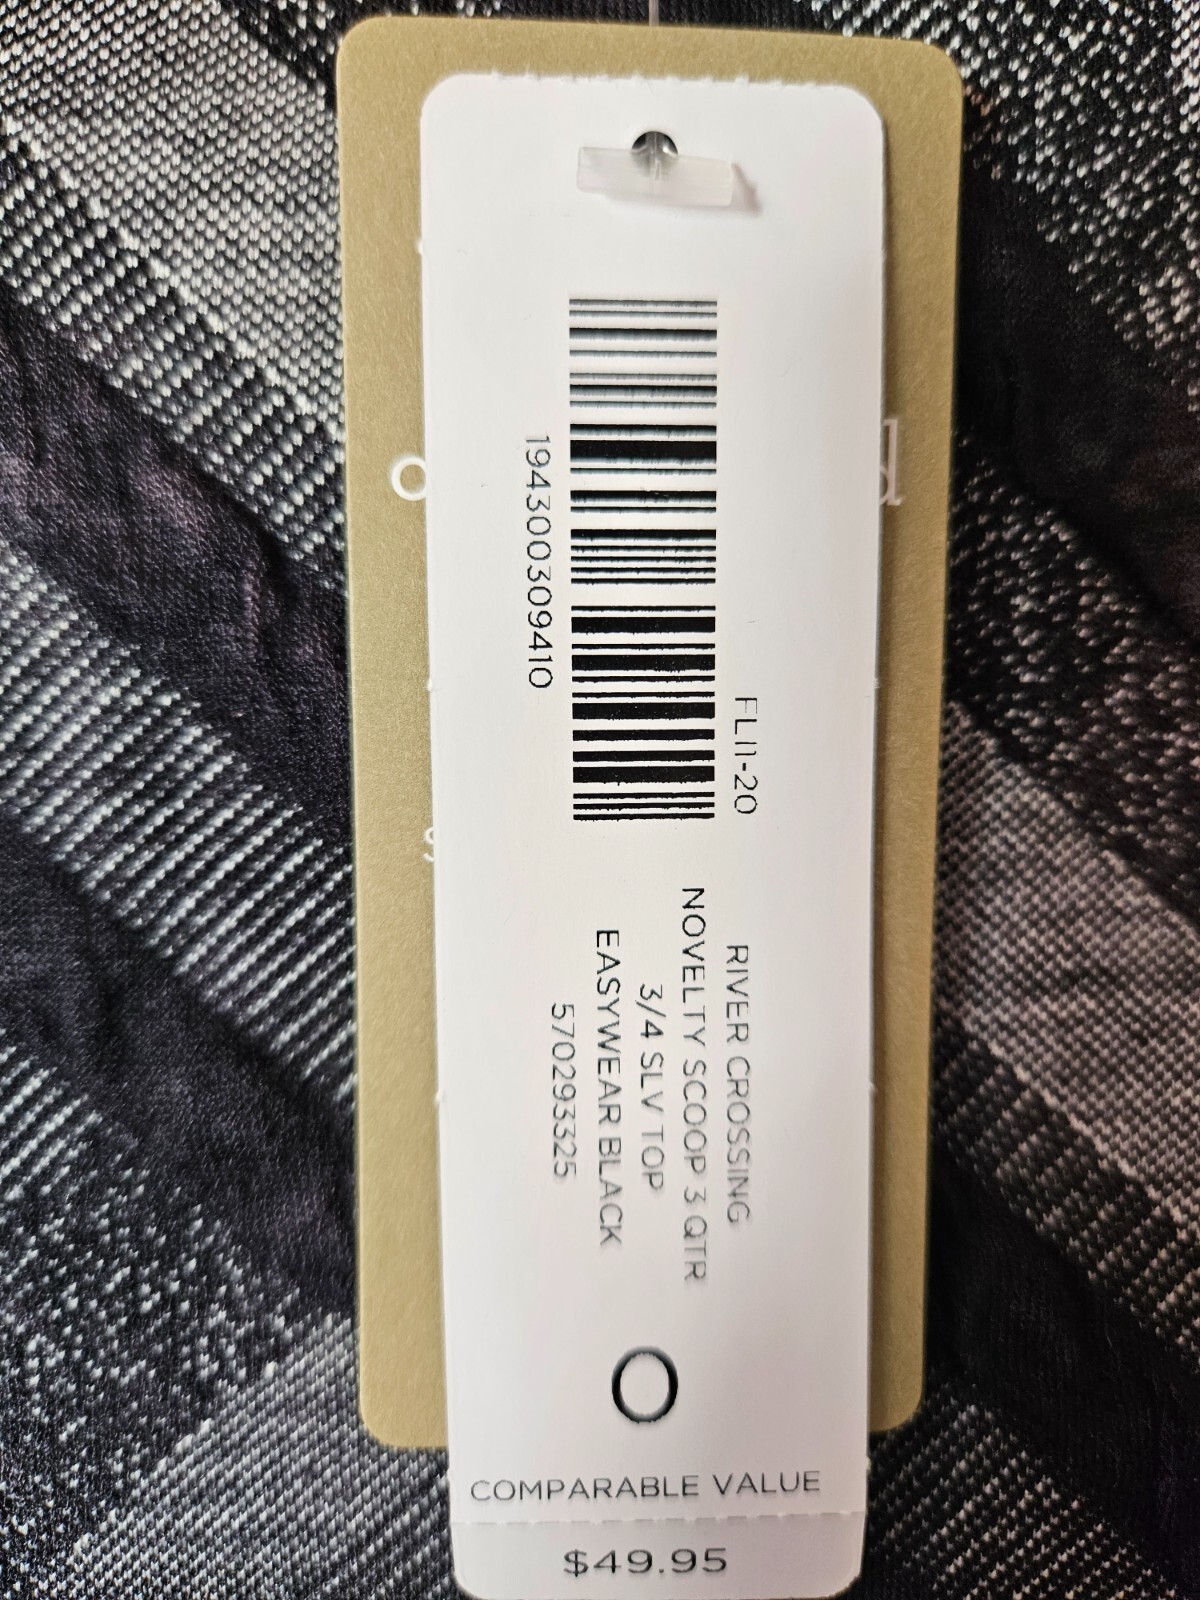 FL11-20
194300309410
RIVER CROSSING
NOVELTY SCOOP 3 QTR
3/4 SLV TOP
EASYWEAR BLACK
570293325
O
COMPARABLE VALUE
$49.95